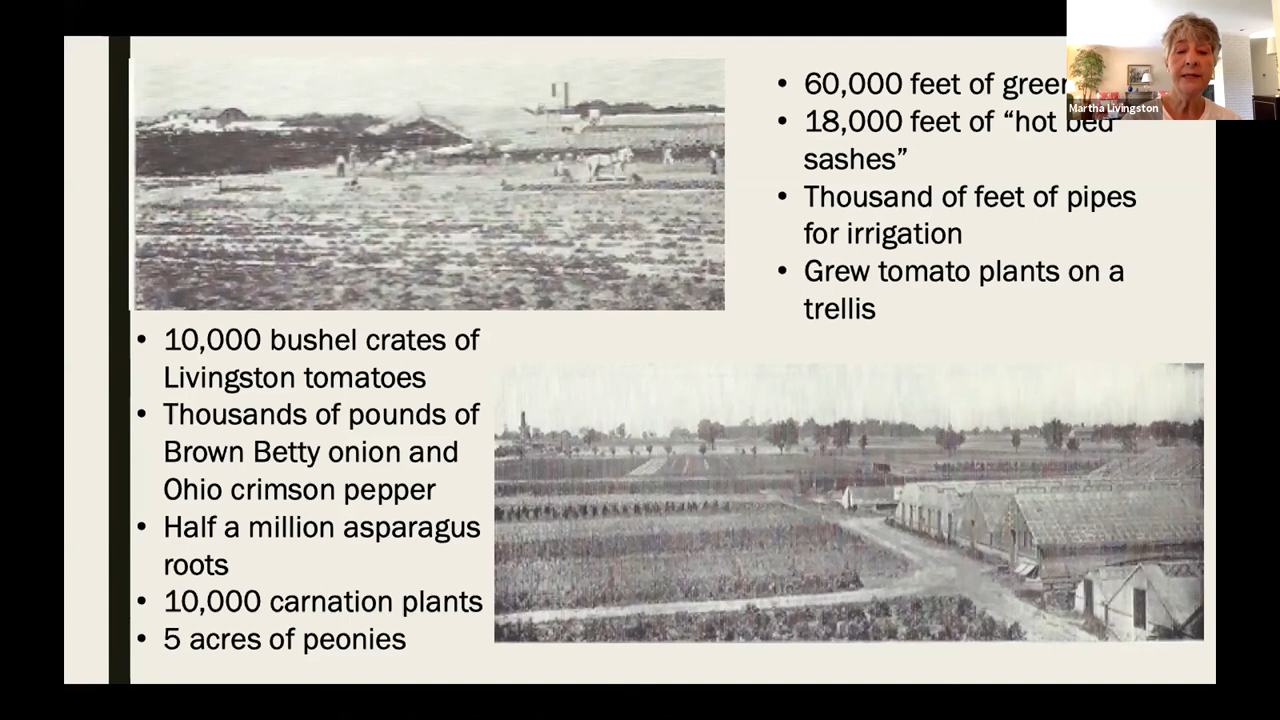 • 60,000 feet of
• 18,000 feet of “hot bed
sashes”
• Thousand of feet of pipes
for irrigation
• Grew tomato plants on a
trellis
Martha Livingston
• 10,000 bushel crates of
Livingston tomatoes
• Thousands of pounds of
Brown Betty onion and
Ohio crimson pepper
• Half a million asparagus
roots
• 10,000 carnation plants
• 5 acres of peonies